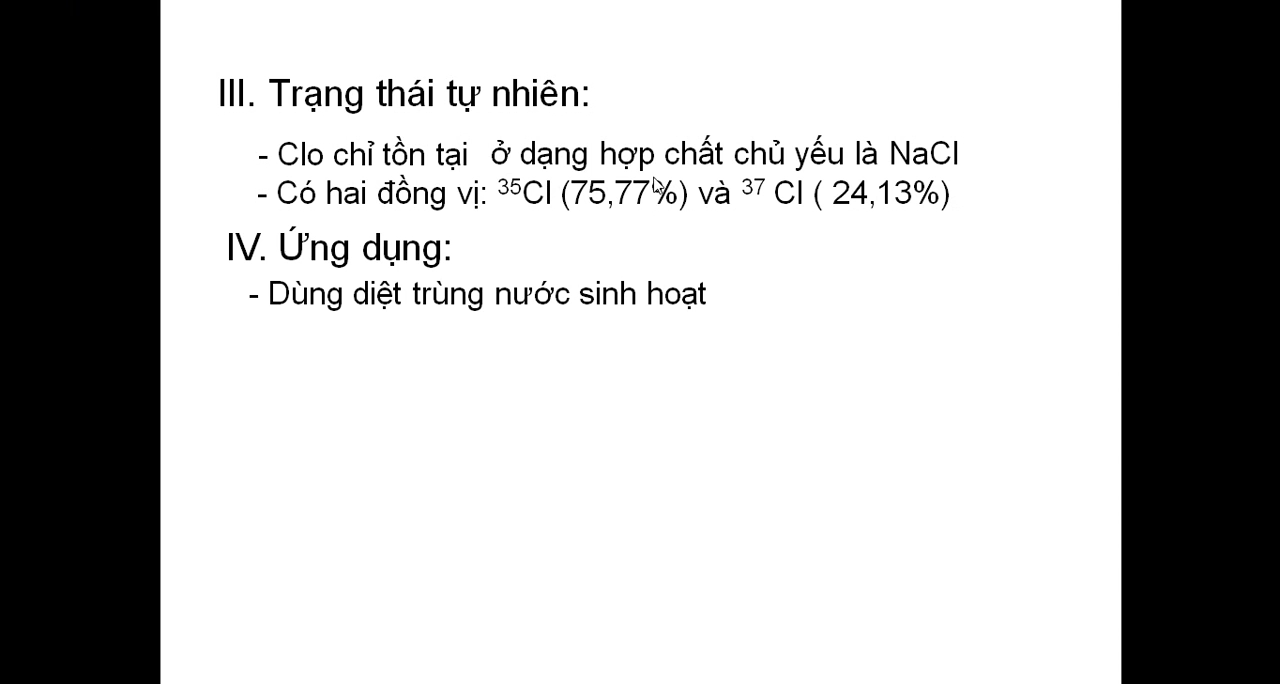 III. Trạng thái tự nhiên:
- Clo chỉ tồn tại ở dạng hợp chất chủ yếu là NaCl
- Có hai đồng vị: ³⁵Cl (75,77%) và ³⁷ Cl ( 24,13%)
IV. Ứng dụng:
- Dùng diệt trùng nước sinh hoạt